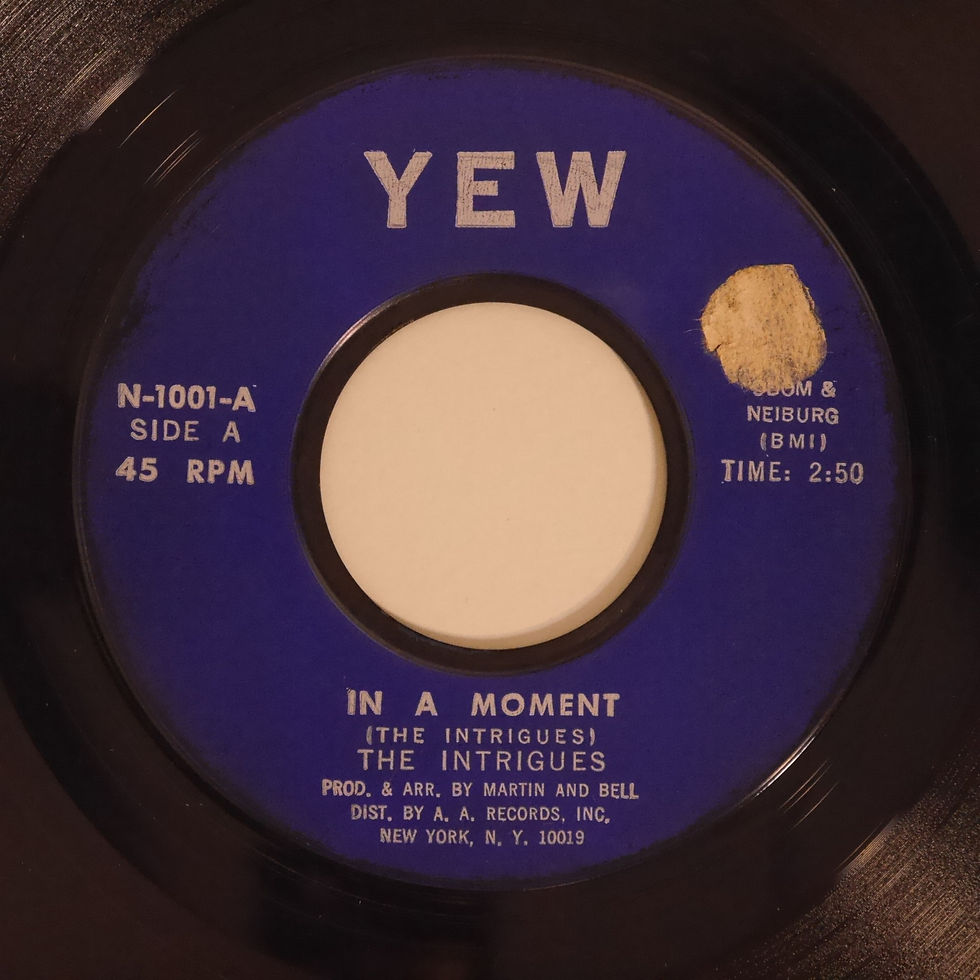 YEW
N-1001-A
SIDE A
45 RPM
ODOM &
NEIBURG
(BMI)
TIME: 2:50
IN A MOMENT
(THE INTRIGUES)
THE INTRIGUES
PROD. & ARR. BY MARTIN AND BELL
DIST. BY A. A. RECORDS, INC.
NEW YORK, N. Y. 10019